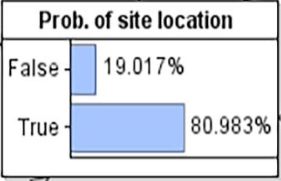 Prob. of site location
False 19.017%
True 80.983%